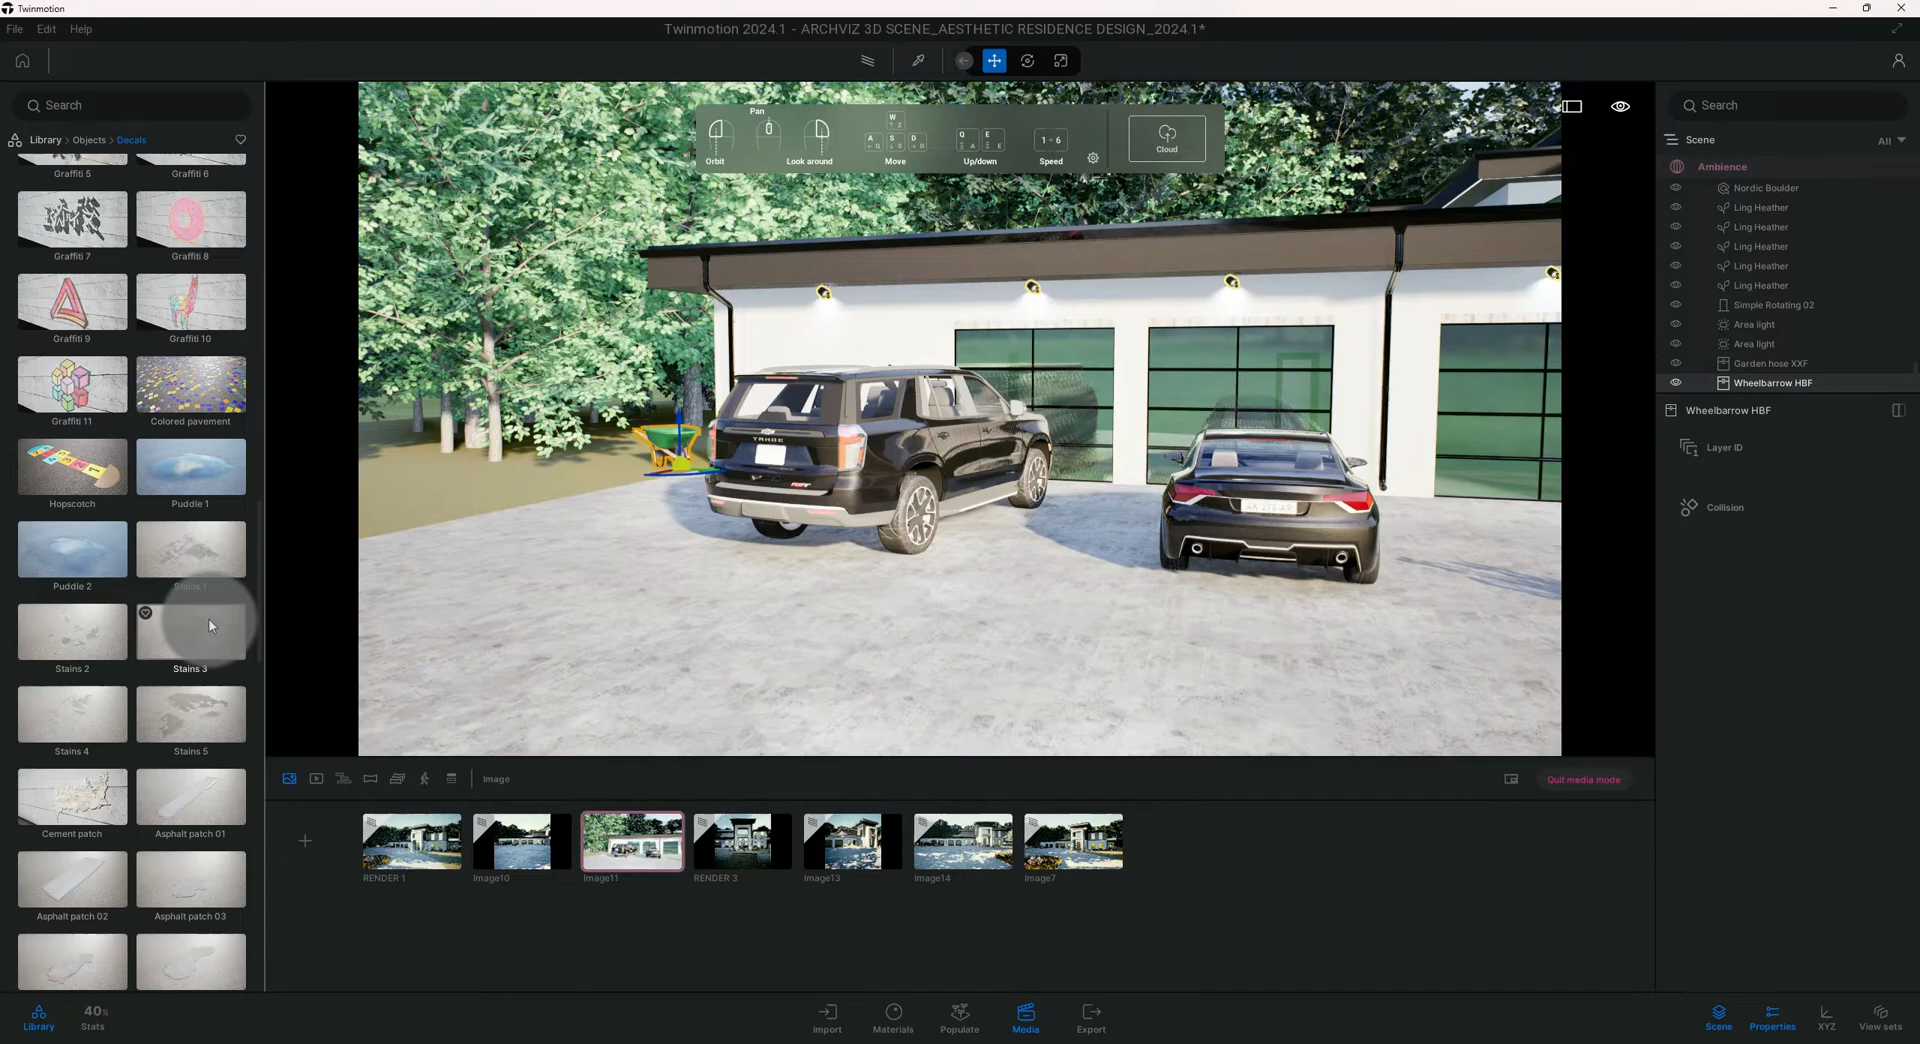 Twinmotion
File Edit Help
Twinmotion 2024.1 - ARCHVIZ 3D SCENE_AESTHETIC RESIDENCE DESIGN_2024.1*
Search
Library > Objects > Decals
Graffiti 5
Graffiti 6
Graffiti 7
Graffiti 8
Graffiti 9
Graffiti 10
Graffiti 11
Colored pavement
Hopscotch
Puddle 1
Puddle 2
Stains 1
Stains 2
Stains 3
Stains 4
Stains 5
Cement patch
Asphalt patch 01
Asphalt patch 02
Asphalt patch 03
Pan
Orbit
Look around
W
A S D
Move
Q E
Up/down
1 - 6
Speed
Cloud
TAHOE
RST
Image
Quit media mode
RENDER 1
Image10
Image11
RENDER 3
Image13
Image14
Image7
Search
Scene
All
Ambience
Nordic Boulder
Ling Heather
Ling Heather
Ling Heather
Ling Heather
Ling Heather
Simple Rotating 02
Area light
Area light
Garden hose XXF
Wheelbarrow HBF
Wheelbarrow HBF
Layer ID
Collision
Library
40%
Stats
Import
Materials
Populate
Media
Export
Scene
Properties
XYZ
View sets